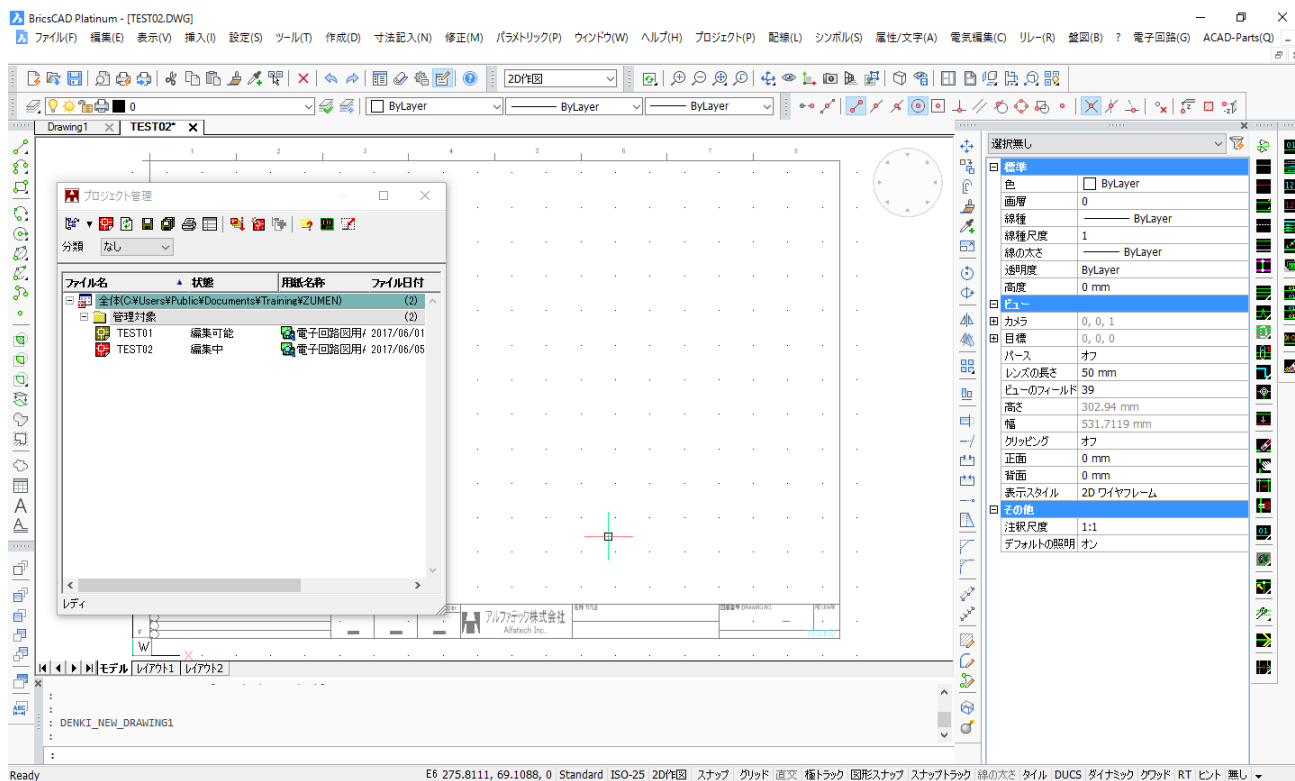 BricsCAD Platinum - [TEST02.DWG]
ファイル(F) 編集(E) 表示(V) 挿入(I) 設定(S) ツール(T) 作成(D) 寸法記入(N) 修正(M) パラメトリック(P) ウィンドウ(W) ヘルプ(H) プロジェクト(P) 配線(L) シンボル(S) 属性/文字(A) 電気編集(C) リレー(R) 盤図(B) ? 電子回路(G) ACAD-Parts(Q)
2D作図
0 ByLayer ByLayer ByLayer
Drawing1 TEST02*
1 2 3 4 5 6 7 8
プロジェクト管理
分類 なし
ファイル名 状態 用紙名称 ファイル日付
全体(C:¥Users¥Public¥Documents¥Training¥ZUMEN) (2)
管理対象 (2)
TEST01 編集可能 電子回路図用 2017/06/01
TEST02 編集中 電子回路図用 2017/06/05
レディ
選択無し
標準
色 ByLayer
画層 0
線種 ByLayer
線種尺度 1
線の太さ ByLayer
透明度 ByLayer
高度 0 mm
ビュー
カメラ 0, 0, 1
目標 0, 0, 0
パース オフ
レンズの長さ 50 mm
ビューのフィールド 39
高さ 302.94 mm
幅 531.7119 mm
クリッピング オフ
正面 0 mm
背面 0 mm
表示スタイル 2D ワイヤフレーム
その他
注釈尺度 1:1
デフォルトの照明 オン
アルファテック株式会社
Alfatech Inc.
名称 TITLE
図面番号 DRAWING NO.
TEST02
F
W
X
モデル レイアウト1 レイアウト2
:
:
: DENKI_NEW_DRAWING1
:
:
Ready E6 275.8111, 69.1088, 0 Standard ISO-25 2D作図 スナップ グリッド 直交 極トラック 図形スナップ スナップトラック 線の太さ タイル DUCS ダイナミック クワッド RT ヒント 無し